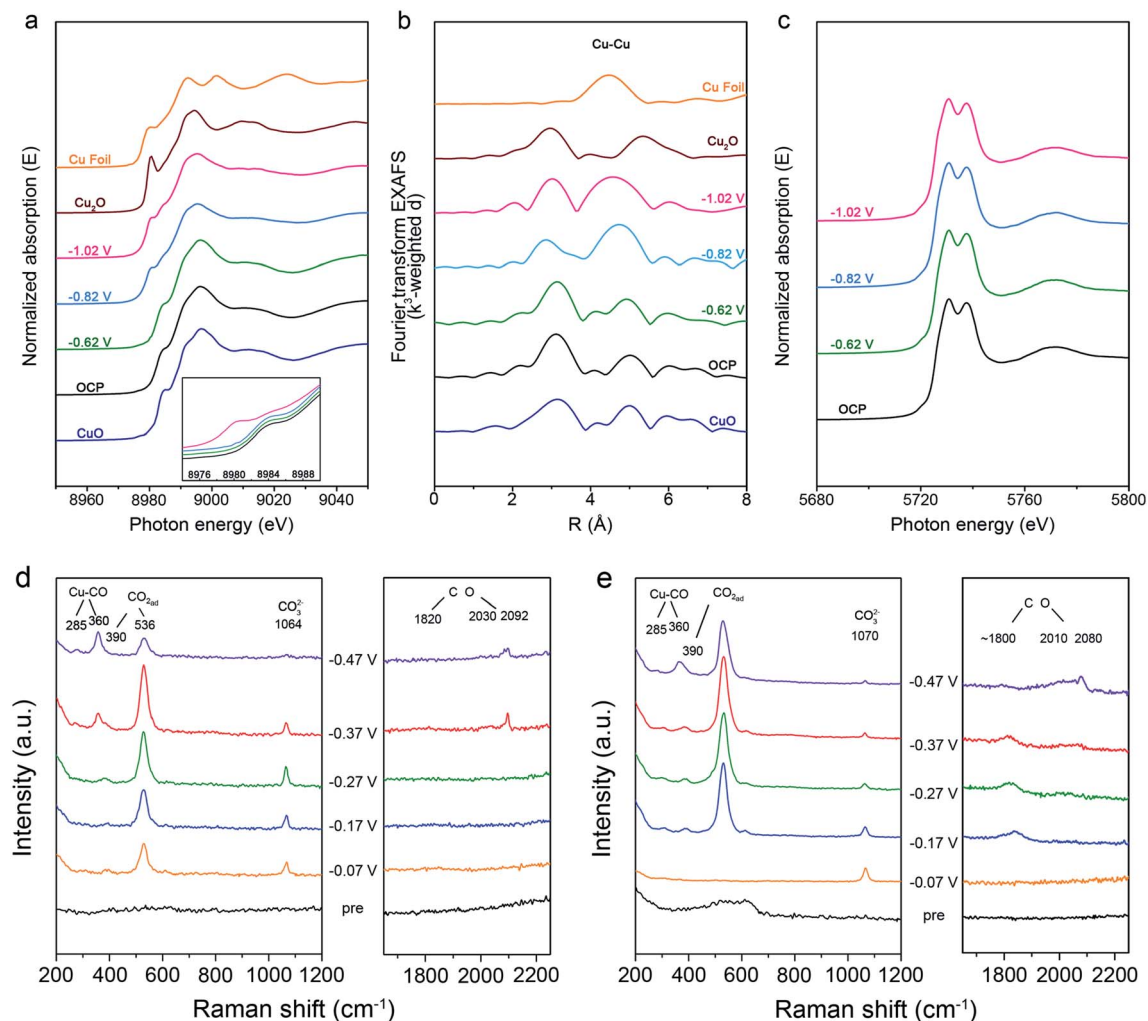 a
Normalized absorption (E)
Cu Foil
Cu₂O
-1.02 V
-0.82 V
-0.62 V
OCP
CuO
8976 8980 8984 8988
8960 8980 9000 9020 9040
Photon energy (eV)
b
Fourier transform EXAFS
(k³-weighted d)
Cu-Cu
Cu Foil
Cu₂O
-1.02 V
-0.82 V
-0.62 V
OCP
CuO
0 2 4 6 8
R (Å)
c
Normalized absorption (E)
-1.02 V
-0.82 V
-0.62 V
OCP
5680 5720 5760 5800
Photon energy (eV)
d
Intensity (a.u.)
Cu-CO
285
360
CO₂ad
390
536
CO₃²⁻
1064
C O
1820
2030
2092
-0.47 V
-0.37 V
-0.27 V
-0.17 V
-0.07 V
pre
200 400 600 800 1000 1200
1800 2000 2200
Raman shift (cm⁻¹)
e
Intensity (a.u.)
Cu-CO
285
360
CO₂ad
390
CO₃²⁻
1070
C O
~1800
2010
2080
-0.47 V
-0.37 V
-0.27 V
-0.17 V
-0.07 V
pre
200 400 600 800 1000 1200
1800 2000 2200
Raman shift (cm⁻¹)